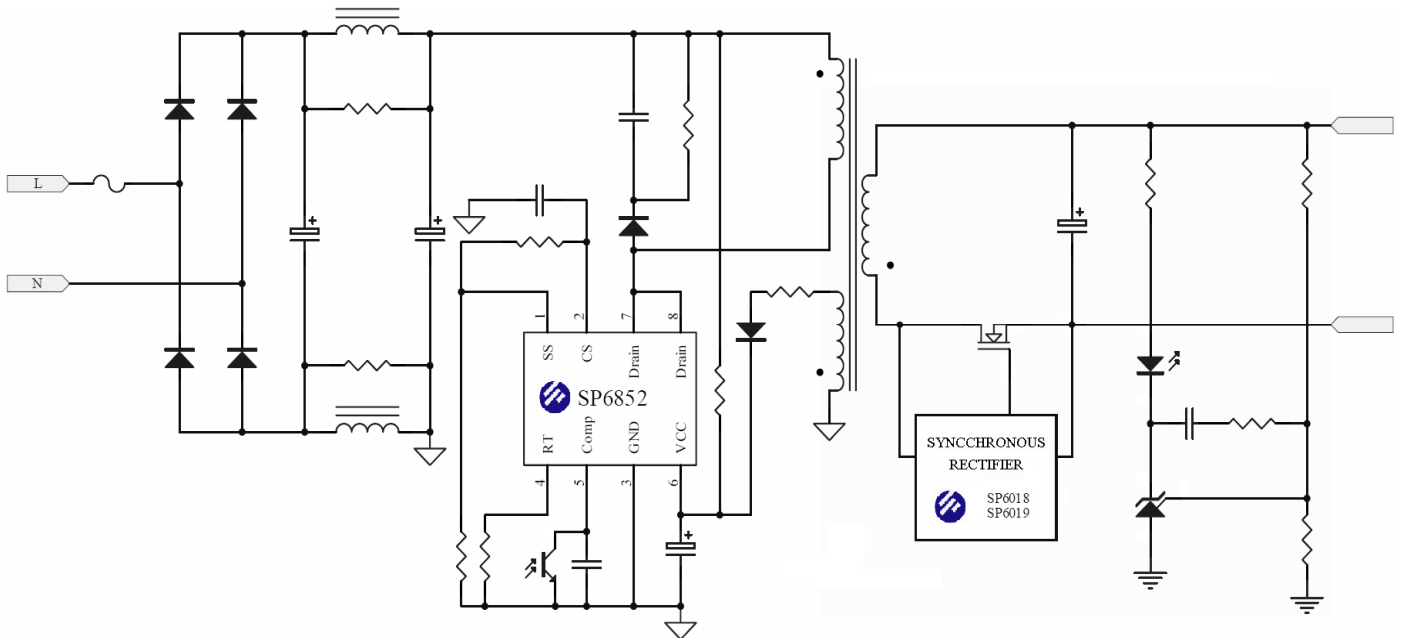 L
N
1
2
7
8
SS
CS
Drain
Drain
SP6852
RT
Comp
GND
VCC
4
5
3
6
+
+
+
+
SYNCCHRONOUS
RECTIFIER
SP6018
SP6019